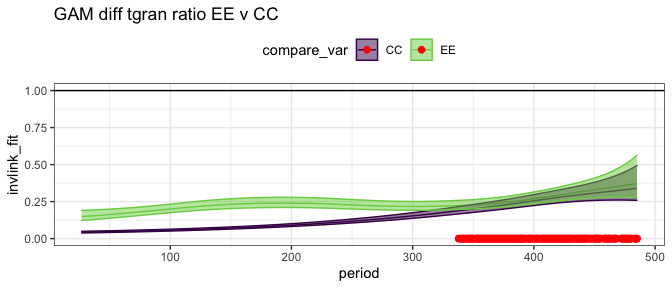 GAM diff tgran ratio EE v CC
compare_var CC EE
1.00
0.75
0.50
0.25
0.00
invlink_fit
100 200 300 400 500
period